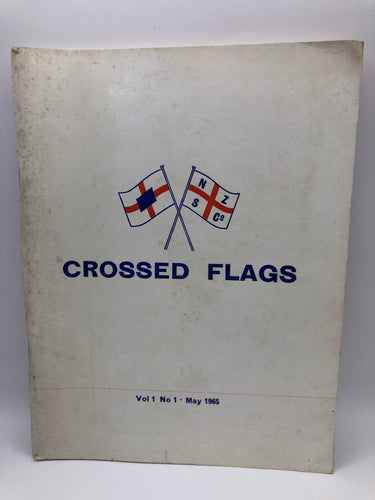 N Z
S Co
CROSSED FLAGS
Vol 1 No 1 · May 1965